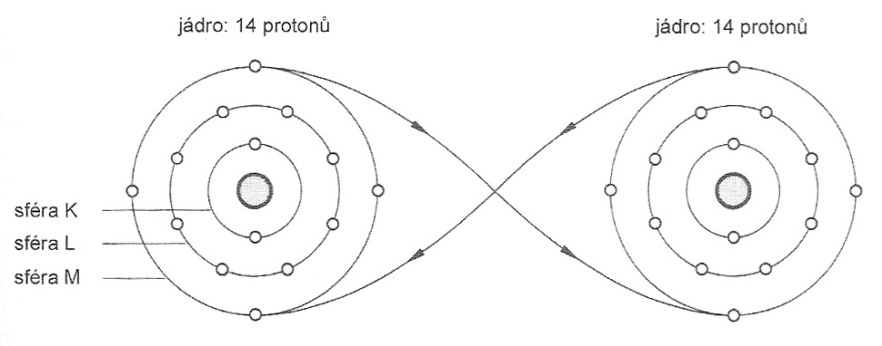 jádro: 14 protonů
jádro: 14 protonů
sféra K
sféra L
sféra M